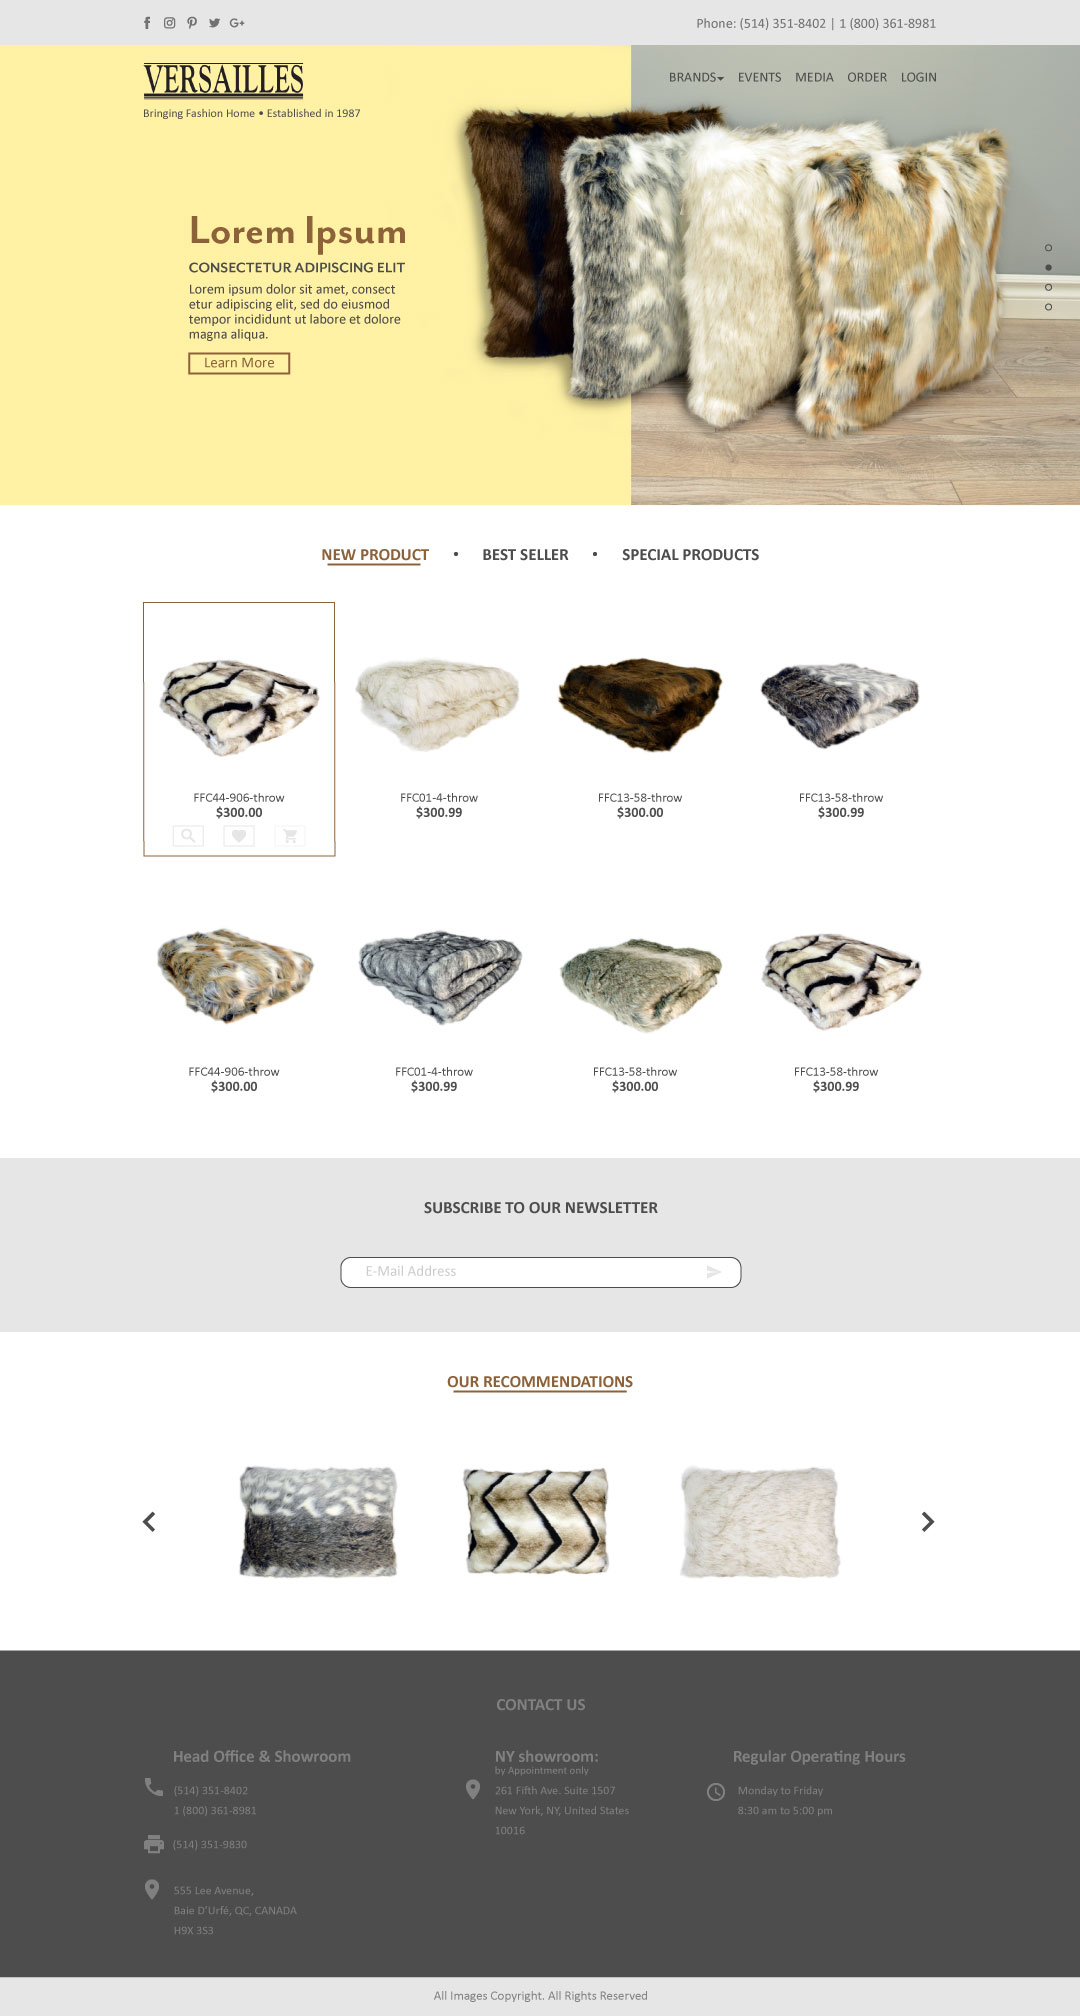 Phone: (514) 351-8402 | 1 (800) 361-8981
VERSAILLES
Bringing Fashion Home • Established in 1987
BRANDS EVENTS MEDIA ORDER LOGIN
Lorem Ipsum
CONSECTETUR ADIPISCING ELIT
Lorem ipsum dolor sit amet, consect
etur adipiscing elit, sed do eiusmod
tempor incididunt ut labore et dolore
magna aliqua.
Learn More
NEW PRODUCT • BEST SELLER • SPECIAL PRODUCTS
FFC44-906-throw FFC01-4-throw FFC13-58-throw FFC13-58-throw
$300.00 $300.99 $300.00 $300.99
FFC44-906-throw FFC01-4-throw FFC13-58-throw FFC13-58-throw
$300.00 $300.99 $300.00 $300.99
SUBSCRIBE TO OUR NEWSLETTER
E-Mail Address
OUR RECOMMENDATIONS
CONTACT US
Head Office & Showroom
(514) 351-8402
1 (800) 361-8981
(514) 351-9830
555 Lee Avenue,
Baie D'Urfé, QC, CANADA
H9X 3S3
NY showroom:
by Appointment only
261 Fifth Ave. Suite 1507
New York, NY, United States
10016
Regular Operating Hours
Monday to Friday
8:30 am to 5:00 pm
All Images Copyright. All Rights Reserved